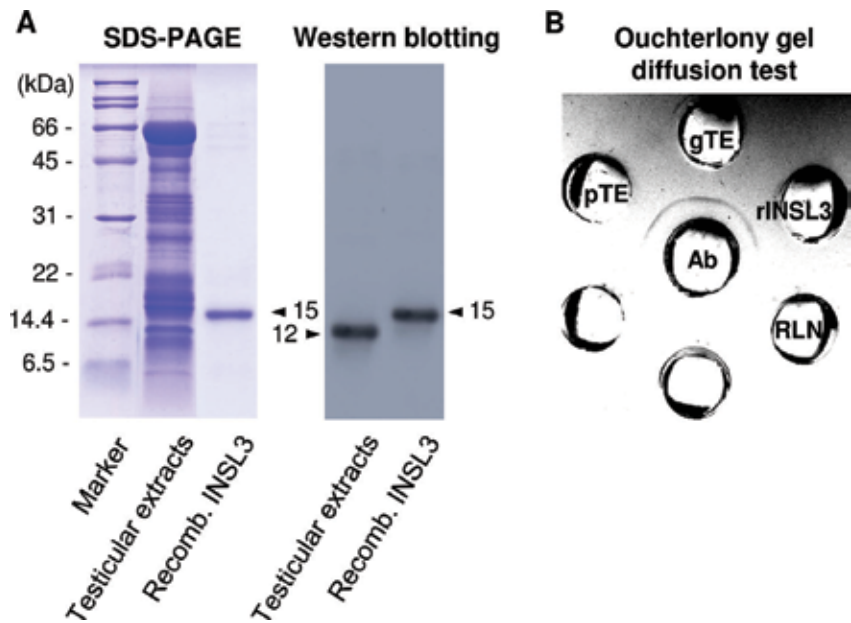 A
SDS-PAGE
Western blotting
(kDa)
66 -
45 -
31 -
22 -
14.4 -
6.5 -
◄ 15
12 ►
◄ 15
Marker
Testicular extracts
Recomb. INSL3
Testicular extracts
Recomb. INSL3
B
Ouchterlony gel
diffusion test
gTE
pTE
rINSL3
Ab
RLN